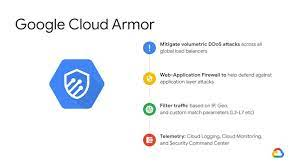 Google Cloud Armor
Mitigate volumetric DDoS attacks across all
global load balancers
Web-Application Firewall to help defend against
application layer attacks
Filter traffic based on IP, Geo,
and custom match parameters (L3-L7 etc)
Telemetry: Cloud Logging, Cloud Monitoring,
and Security Command Center